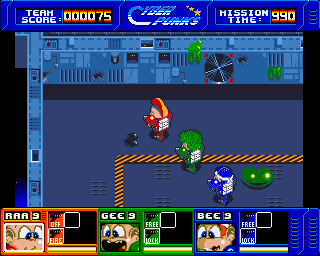 TEAM SCORE: 000075
CYBER PUNKS
MISSION TIME: 990
RAA 9 GEE 9 BEE 9
OFF FREE FREE
FIRE LOCK LOCK